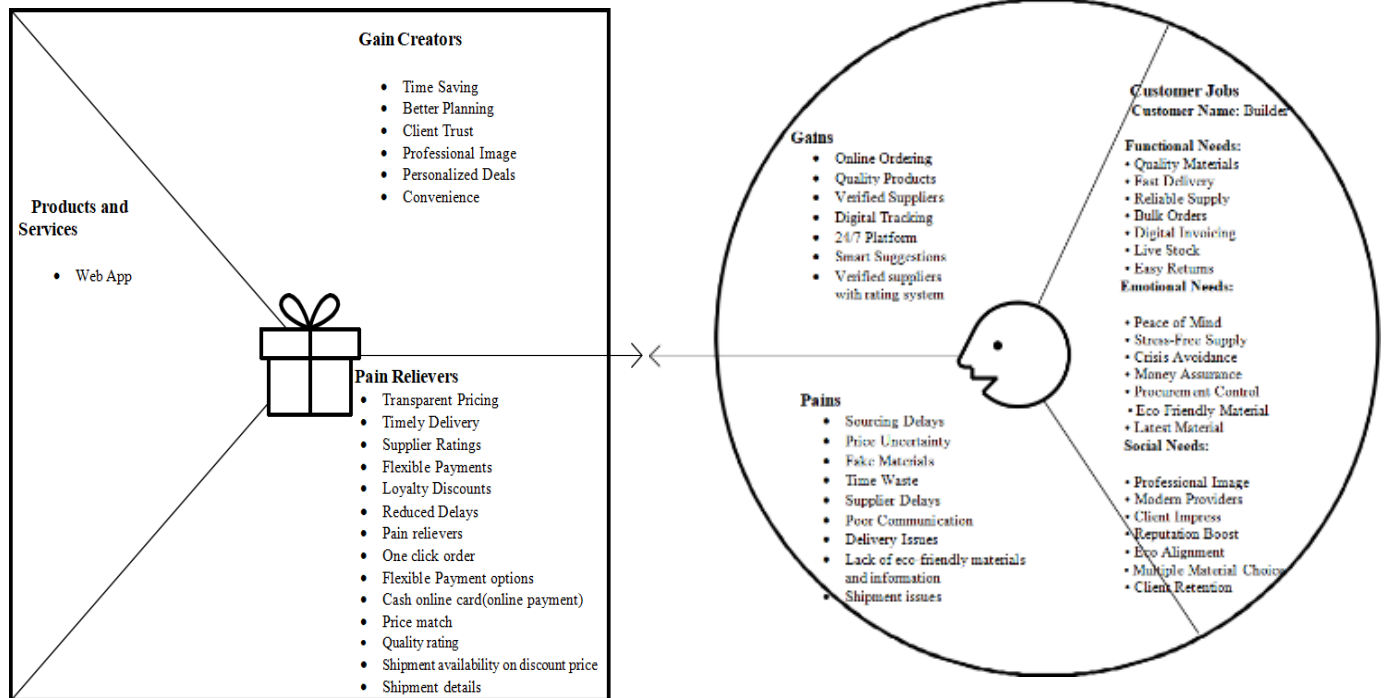 Gain Creators
• Time Saving
• Better Planning
• Client Trust
• Professional Image
• Personalized Deals
• Convenience
Products and
Services
• Web App
Pain Relievers
• Transparent Pricing
• Timely Delivery
• Supplier Ratings
• Flexible Payments
• Loyalty Discounts
• Reduced Delays
• Pain relievers
• One click order
• Flexible Payment options
• Cash online card(online payment)
• Price match
• Quality rating
• Shipment availability on discount price
• Shipment details
Gains
• Online Ordering
• Quality Products
• Verified Suppliers
• Digital Tracking
• 24/7 Platform
• Smart Suggestions
• Verified suppliers
with rating system
Pains
• Sourcing Delays
• Price Uncertainty
• Fake Materials
• Time Waste
• Supplier Delays
• Poor Communication
• Delivery Issues
• Lack of eco-friendly materials
and information
• Shipment issues
Customer Jobs
Customer Name: Builder
Functional Needs:
• Quality Materials
• Fast Delivery
• Reliable Supply
• Bulk Orders
• Digital Invoicing
• Live Stock
• Easy Returns
Emotional Needs:
• Peace of Mind
• Stress-Free Supply
• Crisis Avoidance
• Money Assurance
• Procurement Control
• Eco Friendly Material
• Latest Material
Social Needs:
• Professional Image
• Modern Providers
• Client Impress
• Reputation Boost
• Eco Alignment
• Multiple Material Choice
• Client Retention